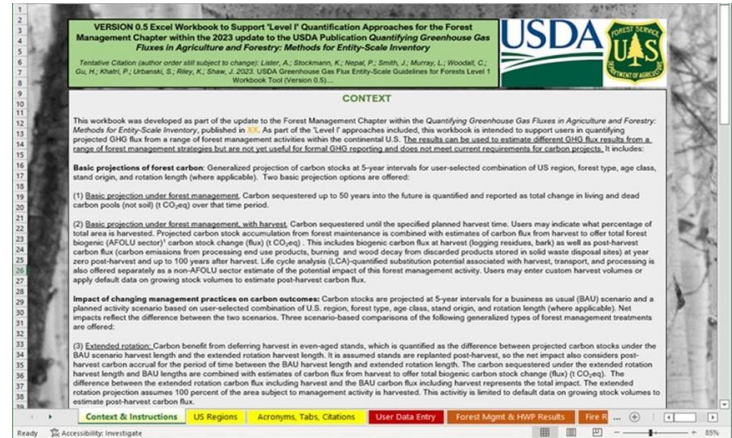 VERSION 0.5 Excel Workbook to Support 'Level I' Quantification Approaches for the Forest
Management Chapter within the 2023 update to the USDA Publication Quantifying Greenhouse Gas
Fluxes in Agriculture and Forestry: Methods for Entity-Scale Inventory
Tentative Citation (author order still subject to change): Lister, A.; Stockmann, K.; Nepal, P.; Smith, J.; Murray, L.; Woodall, C.;
Gu, H.; Khatri, P.; Urbanski, S.; Riley, K.; Shaw, J. 2023. USDA Greenhouse Gas Flux Entity-Scale Guidelines for Forests Level 1
Workbook Tool (Version 0.5)...
USDA
FOREST SERVICE
U S
DEPARTMENT OF AGRICULTURE
CONTEXT
This workbook was developed as part of the update to the Forest Management Chapter within the Quantifying Greenhouse Gas Fluxes in Agriculture and Forestry:
Methods for Entity-Scale Inventory, published in XX. As part of the 'Level I' approaches included, this workbook is intended to support users in quantifying
projected GHG flux from a range of forest management activities within the continental U.S. The results can be used to estimate different GHG flux results from a
range of forest management strategies but are not yet useful for formal GHG reporting and does not meet current requirements for carbon projects. It includes:
Basic projections of forest carbon: Generalized projection of carbon stocks at 5-year intervals for user-selected combination of US region, forest type, age class,
stand origin, and rotation length (where applicable). Two basic projection options are offered:
(1) Basic projection under forest management. Carbon sequestered up to 50 years into the future is quantified and reported as total change in living and dead
carbon pools (not soil) (t CO2eq) over that time period.
(2) Basic projection under forest management, with harvest. Carbon sequestered until the specified planned harvest time. Users may indicate what percentage of
total area is harvested. Projected carbon stock accumulation from forest maintenance is combined with estimates of carbon flux from harvest to offer total forest
biogenic (AFOLU sector)¹ carbon stock change (flux) (t CO2eq) . This includes biogenic carbon flux at harvest (logging residues, bark) as well as post-harvest
carbon flux (carbon emissions from processing and use products, burning and wood decay from discarded products stored in solid waste disposal sites) at year
zero post-harvest and up to 100 years after harvest. Life cycle analysis (LCA)-quantified substitution potential associated with harvest, transport, and processing is
also offered separately as a non-AFOLU sector estimate of the potential impact of this forest management activity. Users may enter custom harvest volumes or
apply default data on growing stock volumes to estimate post-harvest carbon flux.
Impact of changing management practices on carbon outcomes: Carbon stocks are projected at 5-year intervals for a business as usual (BAU) scenario and a
planned activity scenario based on user-selected combination of U.S. region, forest type, age class, stand origin, and rotation length (where applicable). Net
impacts reflect the difference between the two scenarios. Three scenario-based comparisons of the following generalized types of forest management treatments
are offered:
(3) Extended rotation: Carbon benefit from deferring harvest in even-aged stands, which is quantified as the difference between projected carbon stocks under the
BAU scenario harvest length and the extended rotation harvest length. It is assumed stands are replanted post-harvest, so the net impact also considers post-
harvest carbon accrual for the period of time between the BAU harvest length and extended rotation length. The carbon sequestered under the extended rotation
harvest length and BAU lengths are combined with estimates of carbon flux from harvest to offer total biogenic carbon stock change (flux) (t CO2eq). The
difference between the extended rotation carbon flux including harvest and the BAU carbon flux including harvest represents the total impact. The extended
rotation projection assumes 100 percent of the area subject to management activity is harvested. This activitiy is limited to default data on growing stock volumes to
estimate post-harvest carbon flux.
Context & Instructions US Regions Acronyms, Tabs, Citations User Data Entry Forest Mgmt & HWP Results Fire R ...
Ready Accessibility: Investigate 85%